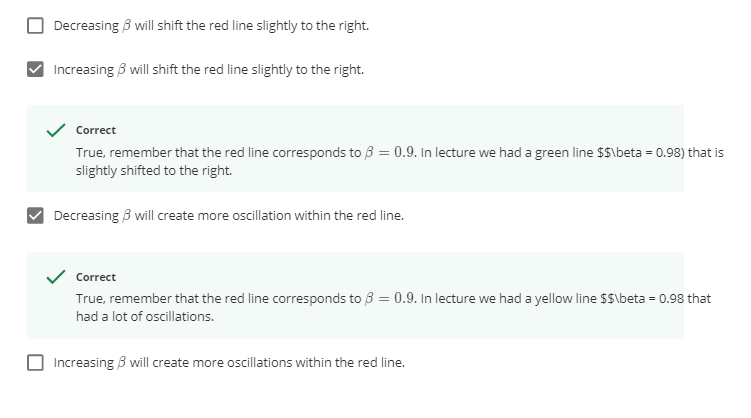 Decreasing β will shift the red line slightly to the right.
Increasing β will shift the red line slightly to the right.
Correct
True, remember that the red line corresponds to β = 0.9. In lecture we had a green line $$\beta = 0.98) that is
slightly shifted to the right.
Decreasing β will create more oscillation within the red line.
Correct
True, remember that the red line corresponds to β = 0.9. In lecture we had a yellow line $$\beta = 0.98 that
had a lot of oscillations.
Increasing β will create more oscillations within the red line.